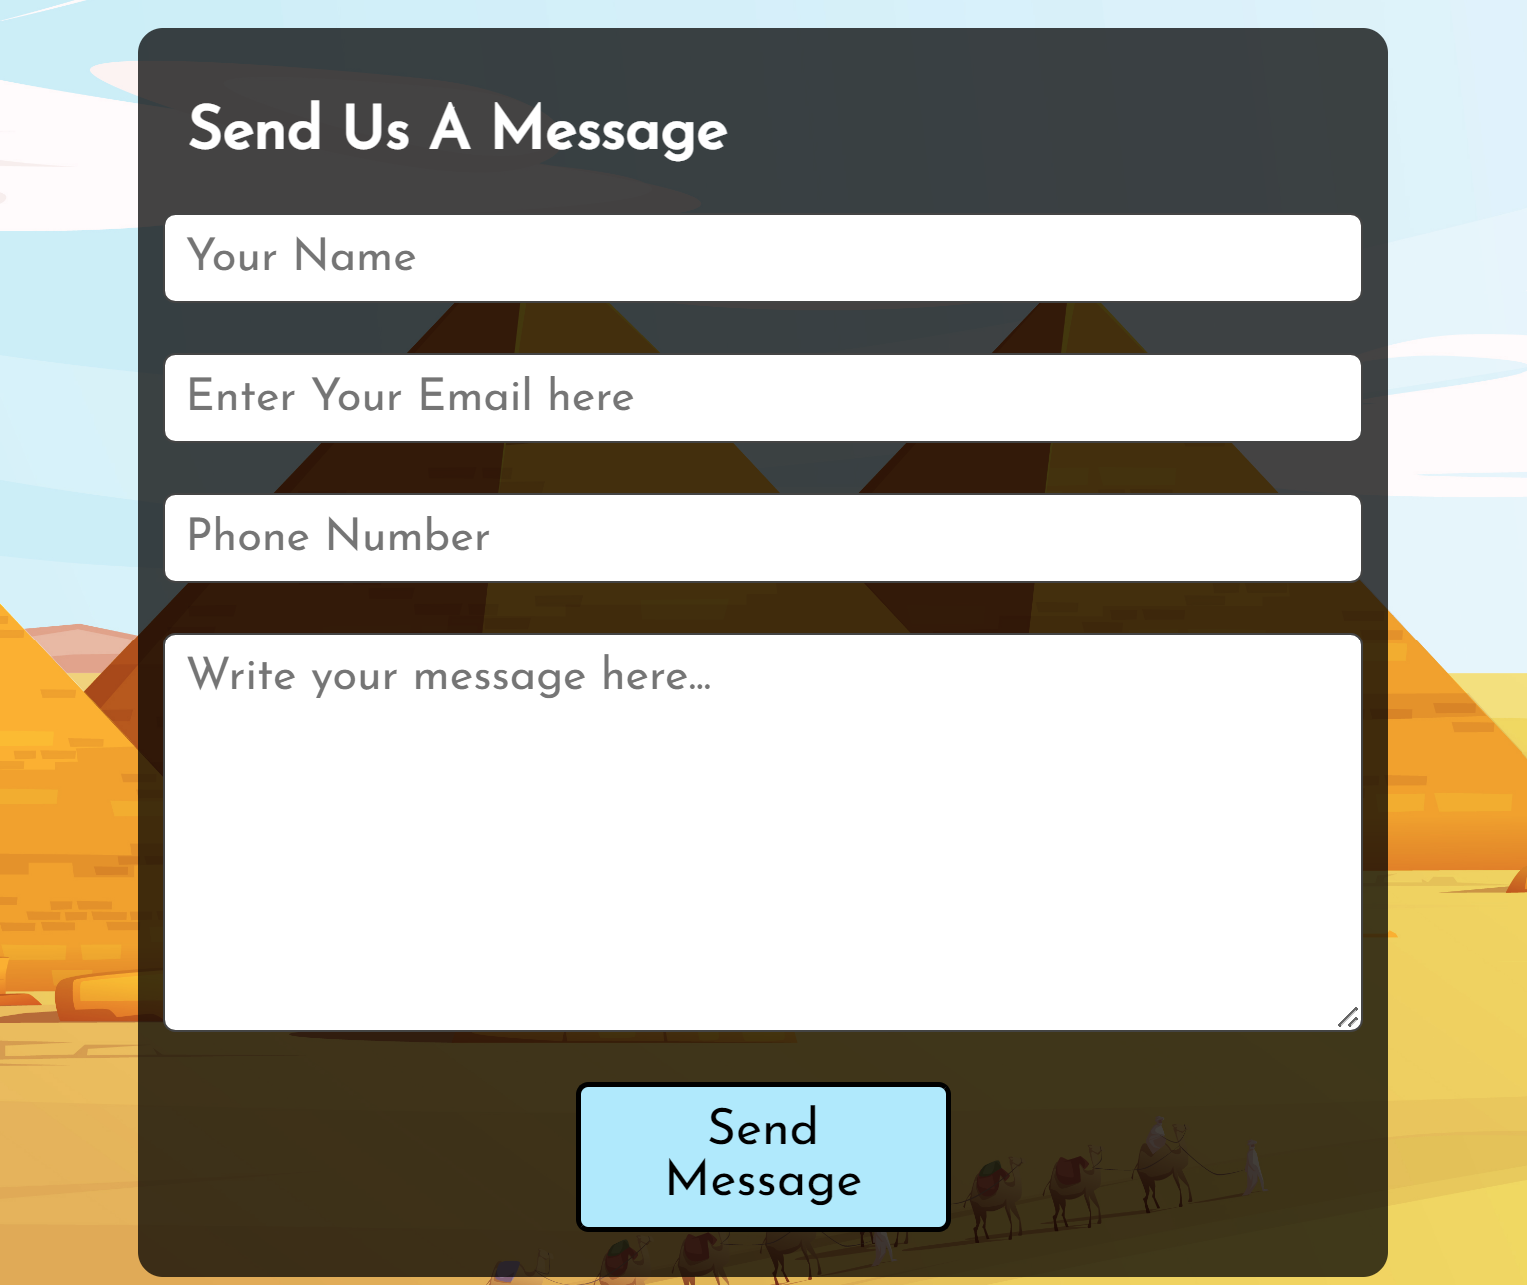 Send Us A Message
Your Name
Enter Your Email here
Phone Number
Write your message here...
Send
Message